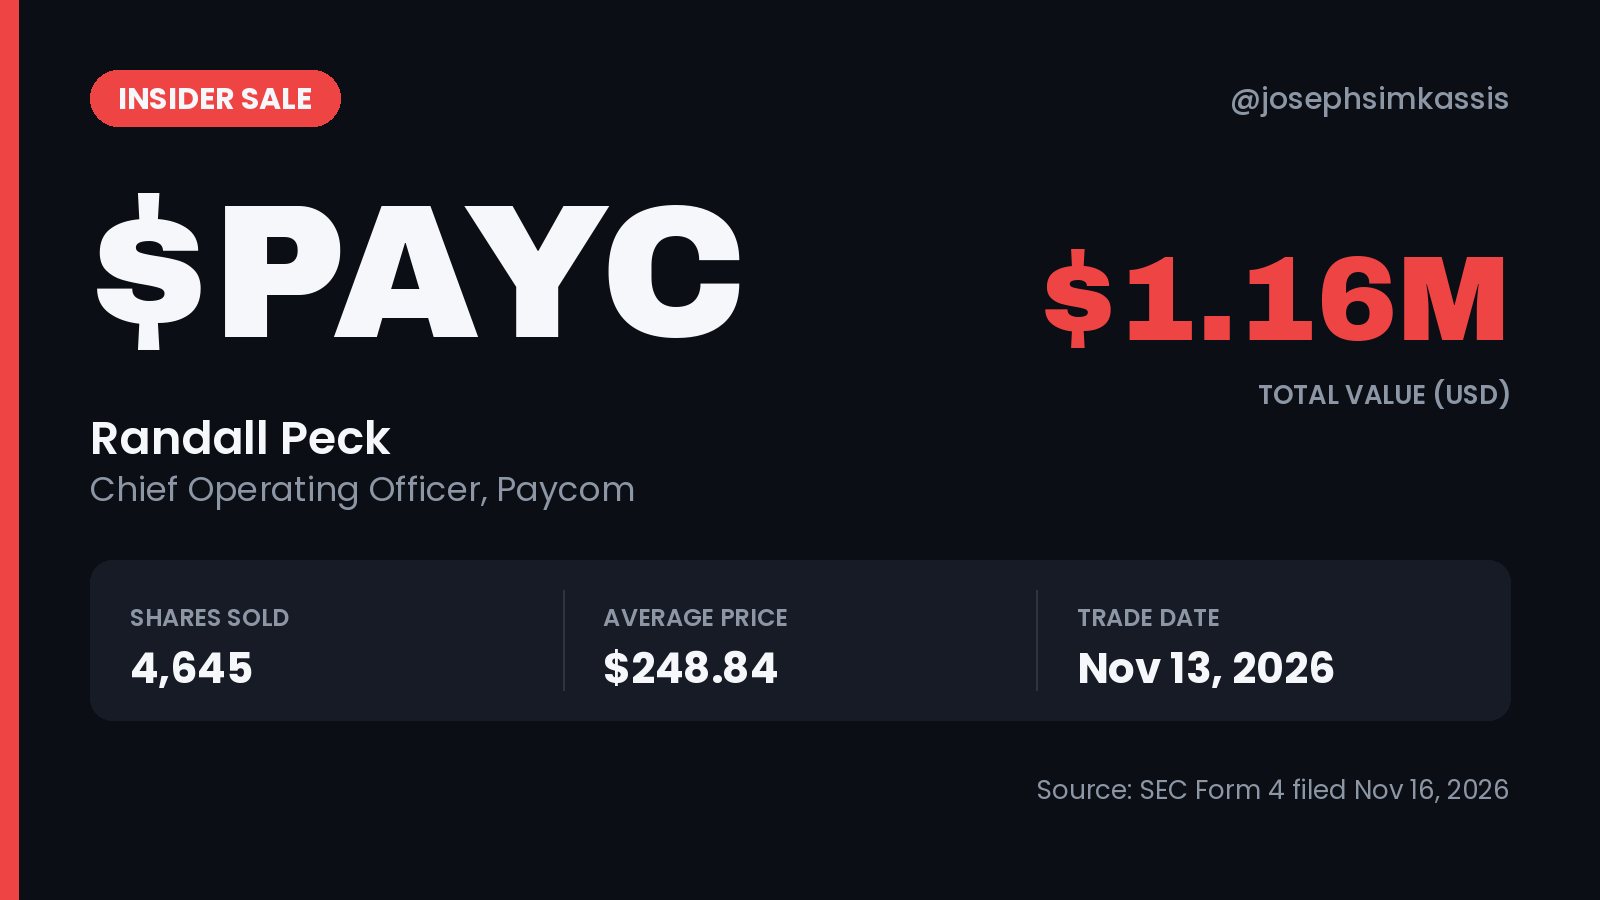 INSIDER SALE
@josephsimkassis
$PAYC
$1.16M
TOTAL VALUE (USD)
Randall Peck
Chief Operating Officer, Paycom
SHARES SOLD
4,645
AVERAGE PRICE
$248.84
TRADE DATE
Nov 13, 2026
Source: SEC Form 4 filed Nov 16, 2026